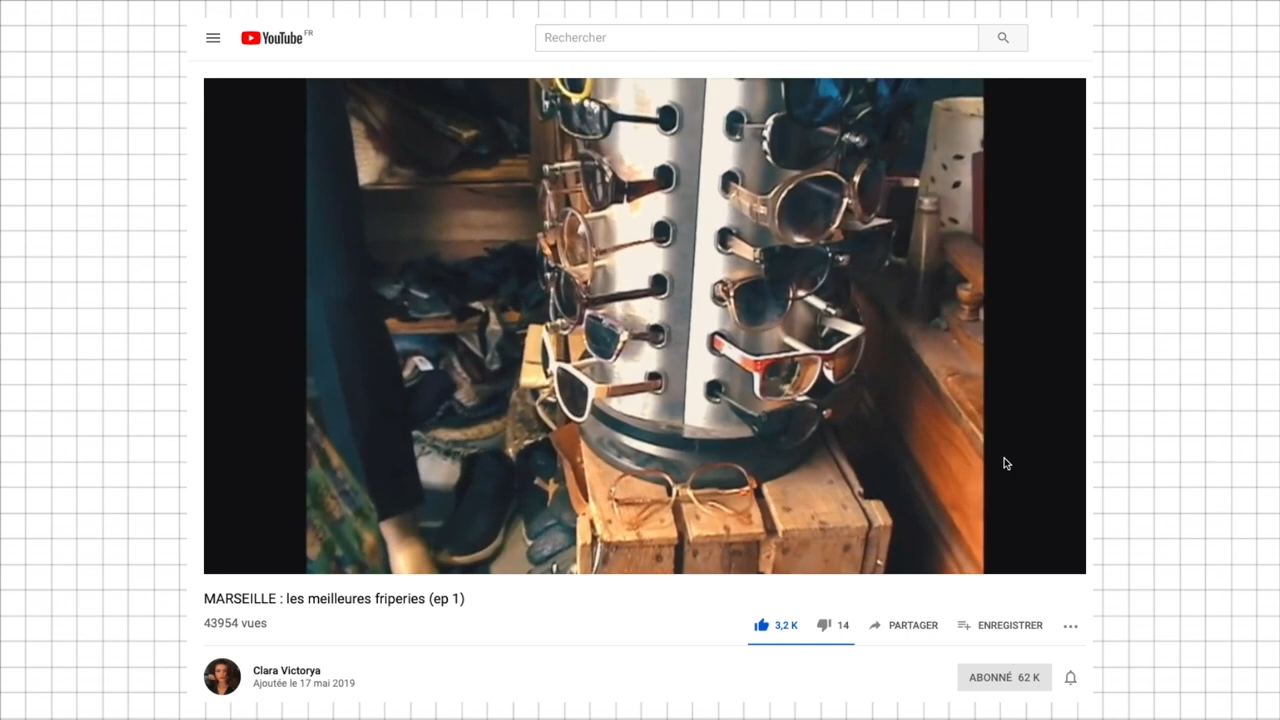 YouTube FR
Rechercher
MARSEILLE : les meilleures friperies (ep 1)
43954 vues
3,2 K
14
PARTAGER
ENREGISTRER
Clara Victorya
Ajoutée le 17 mai 2019
ABONNÉ 62 K